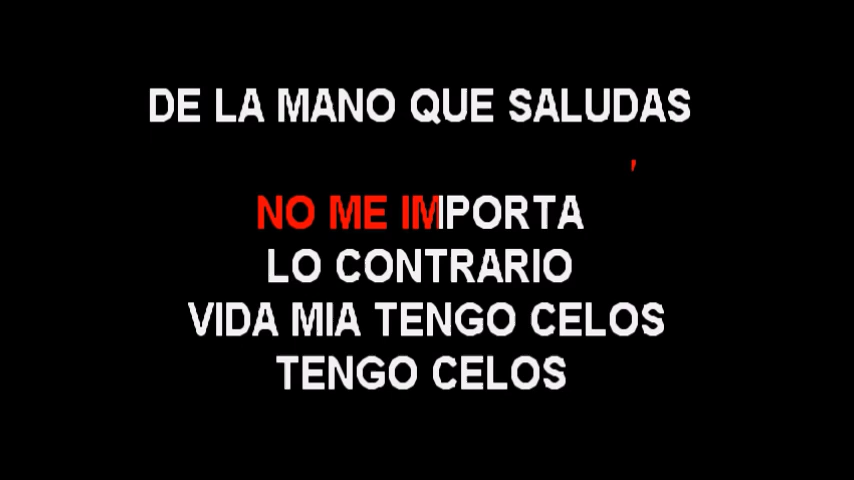 DE LA MANO QUE SALUDAS
'
NO ME IMPORTA
LO CONTRARIO
VIDA MIA TENGO CELOS
TENGO CELOS